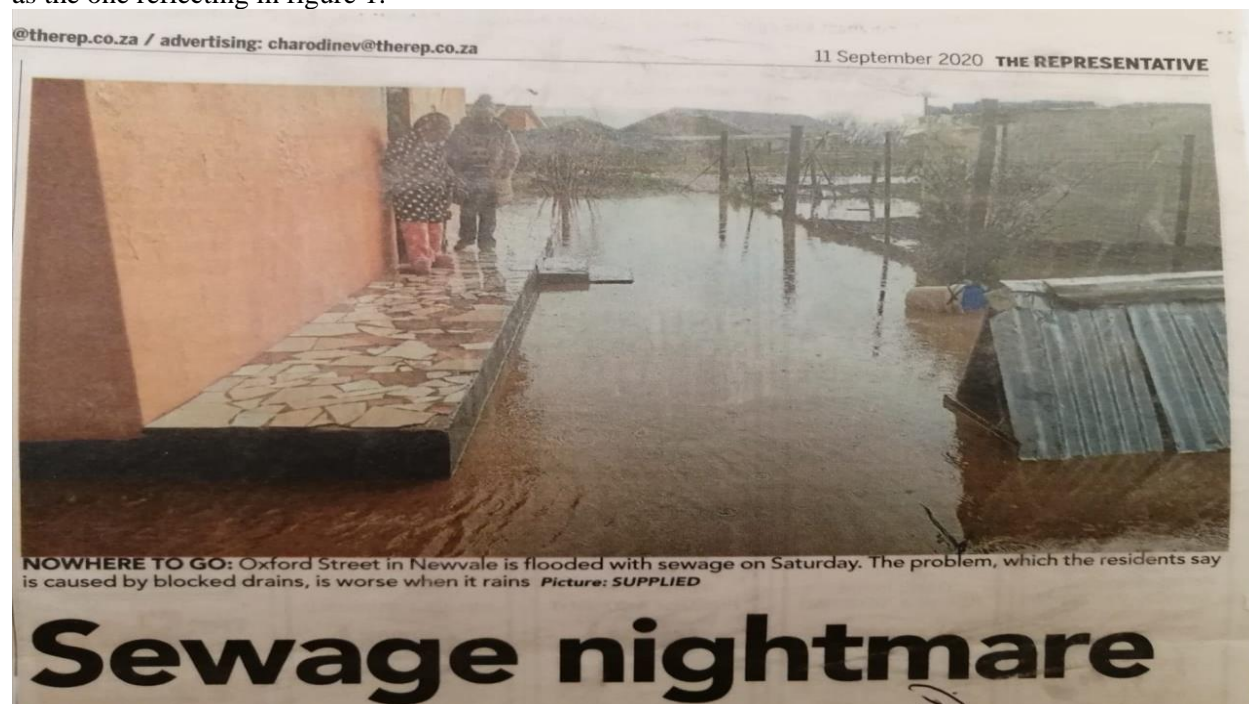 as the one reflecting in figure 1.
@therep.co.za / advertising: charodinev@therep.co.za
11 September 2020 THE REPRESENTATIVE
NOWHERE TO GO: Oxford Street in Newvale is flooded with sewage on Saturday. The problem, which the residents say
is caused by blocked drains, is worse when it rains Picture: SUPPLIED
Sewage nightmare